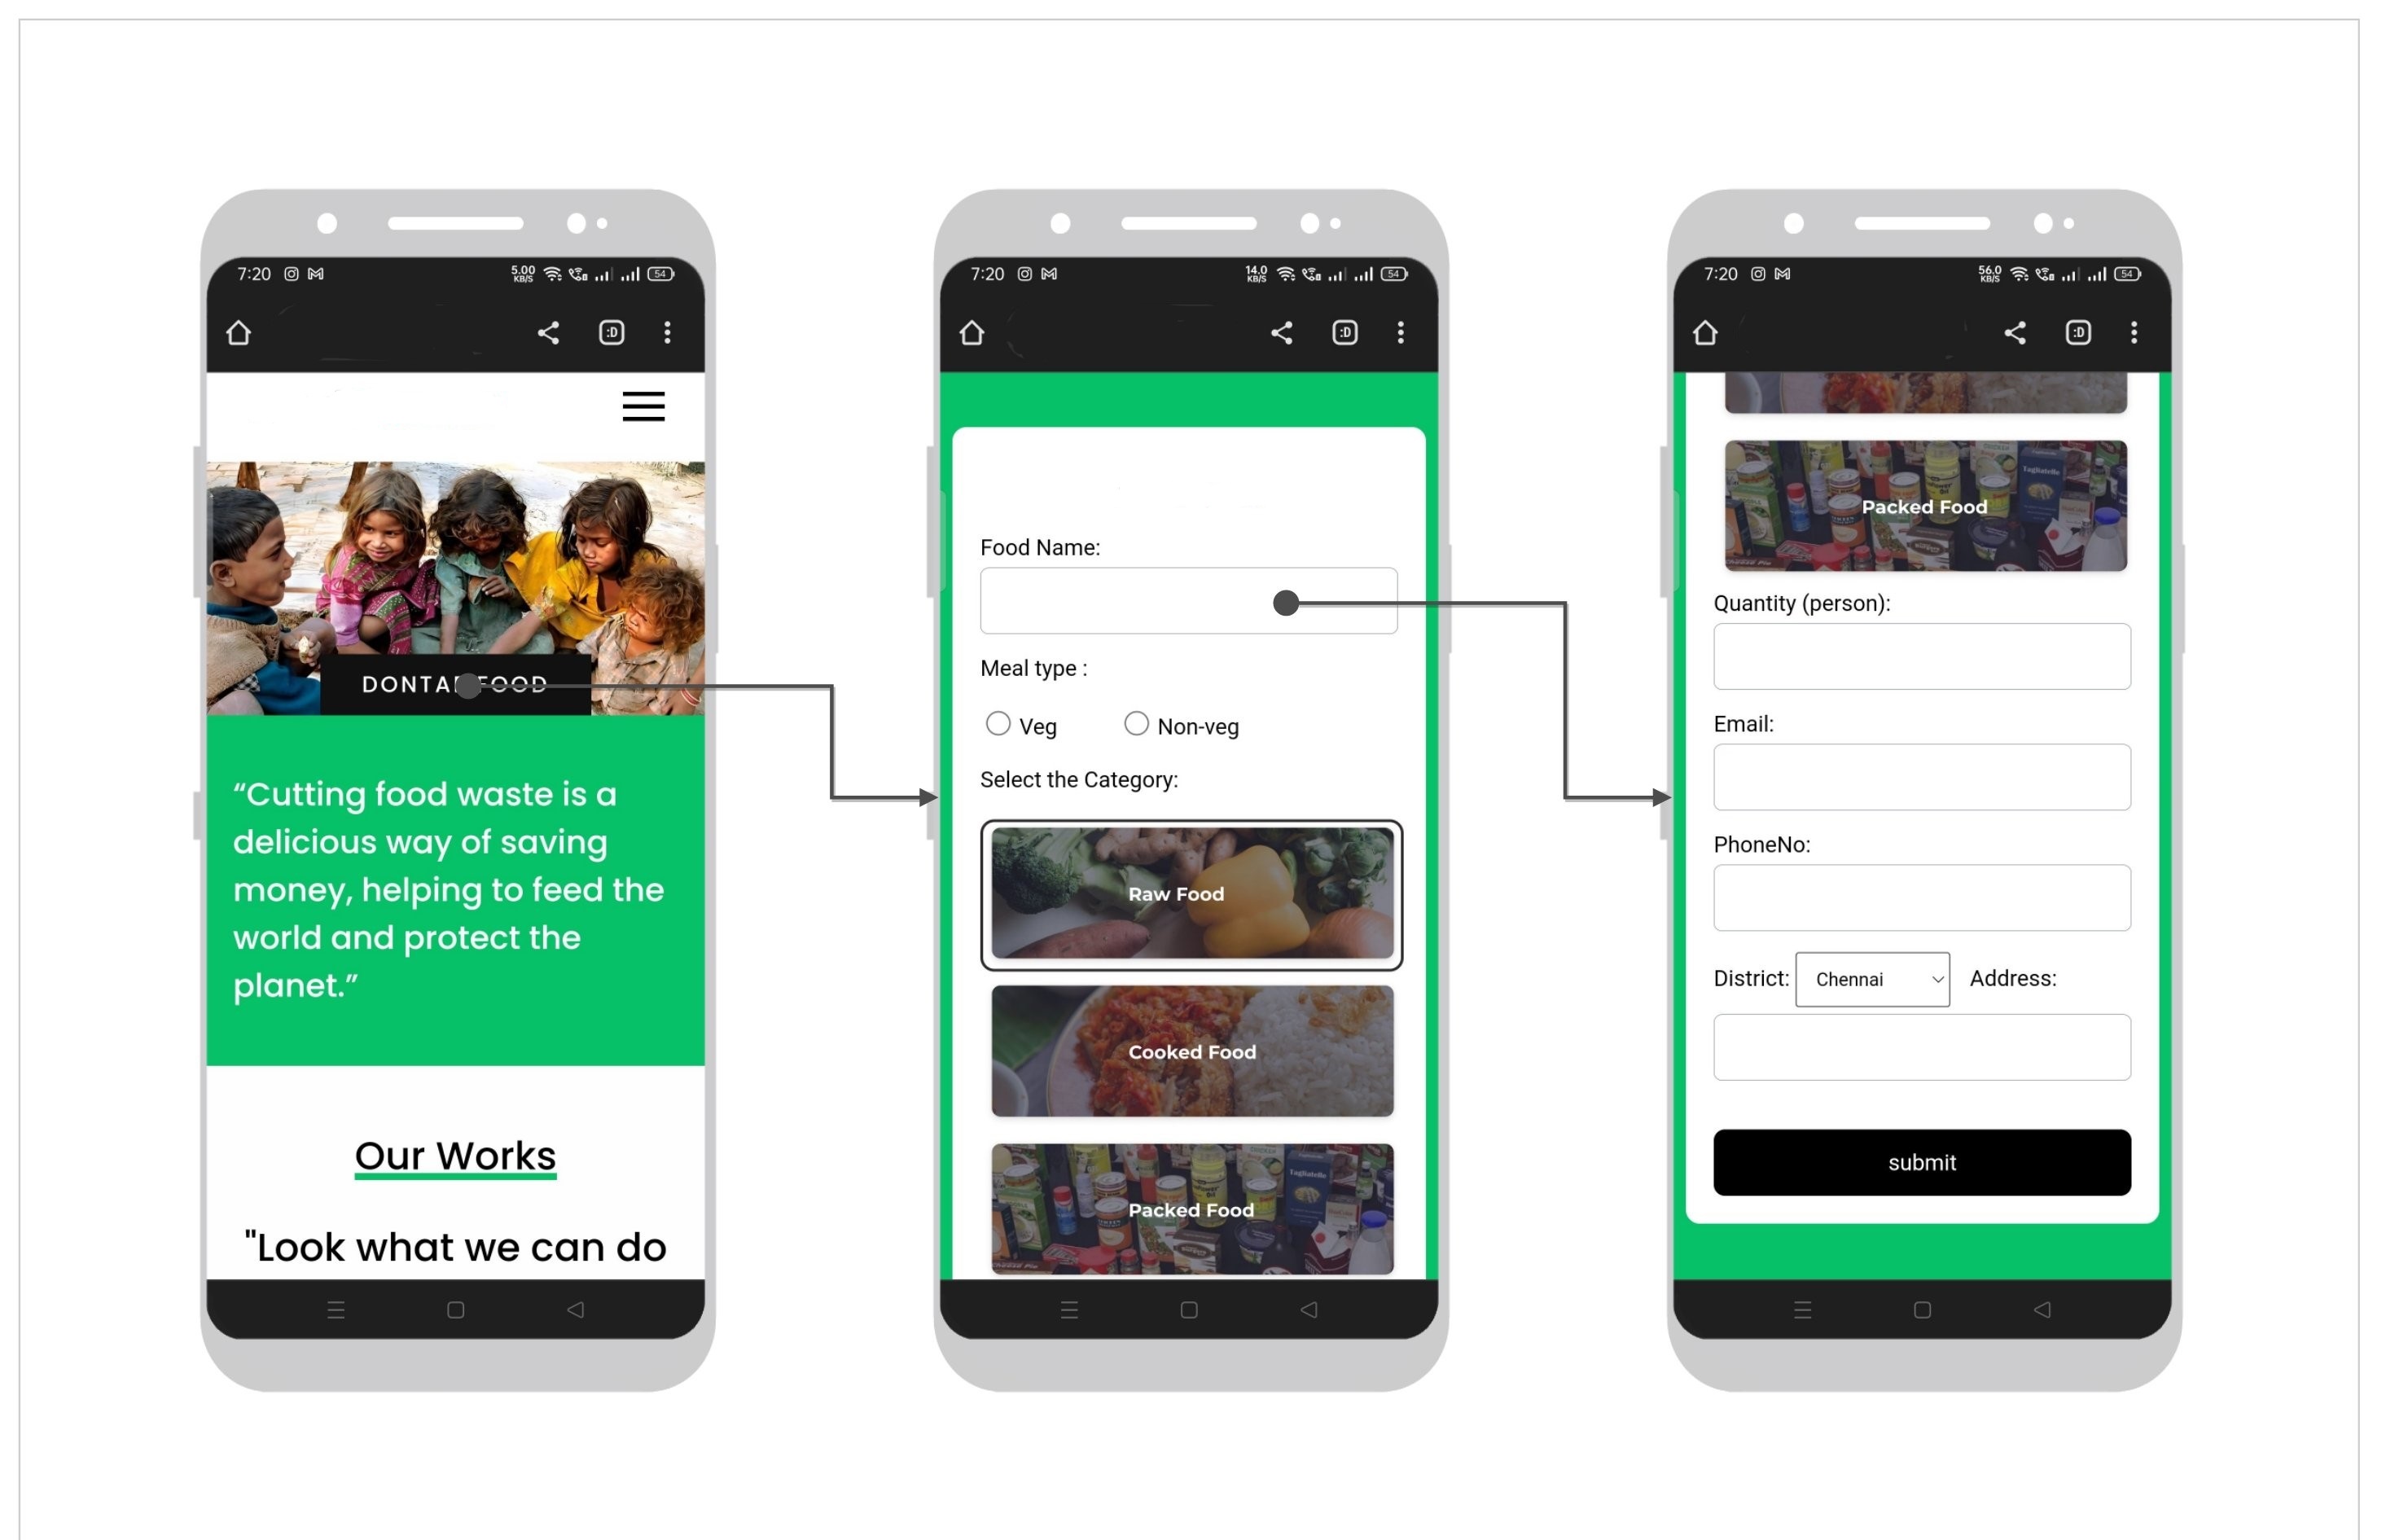 7:20
5.00
KB/S
54
:D
DONTA FOOD
“Cutting food waste is a
delicious way of saving
money, helping to feed the
world and protect the
planet.”
Our Works
"Look what we can do
7:20
14.0
KB/S
54
:D
Food Name:
Meal type :
Veg
Non-veg
Select the Category:
Raw Food
Cooked Food
Tagliatelle
Packed Food
7:20
56.0
KB/S
54
:D
Tagliatelle
Packed Food
Quantity (person):
Email:
PhoneNo:
District: Chennai Address:
submit